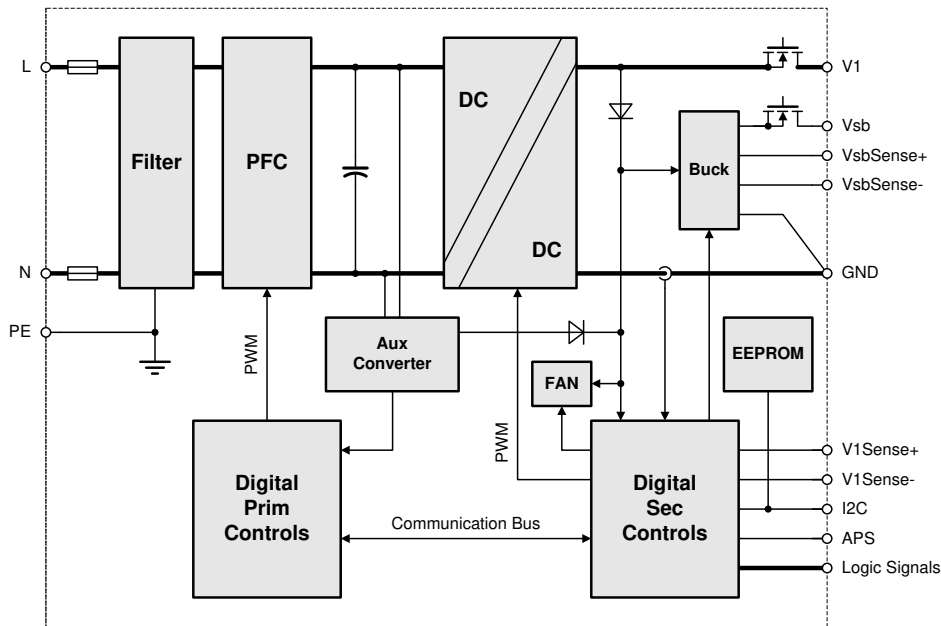 L
Filter
PFC
DC
DC
V1
Vsb
VsbSense+
VsbSense-
Buck
N
GND
PE
PWM
Aux
Converter
FAN
EEPROM
PWM
Digital
Prim
Controls
Communication Bus
Digital
Sec
Controls
V1Sense+
V1Sense-
I2C
APS
Logic Signals